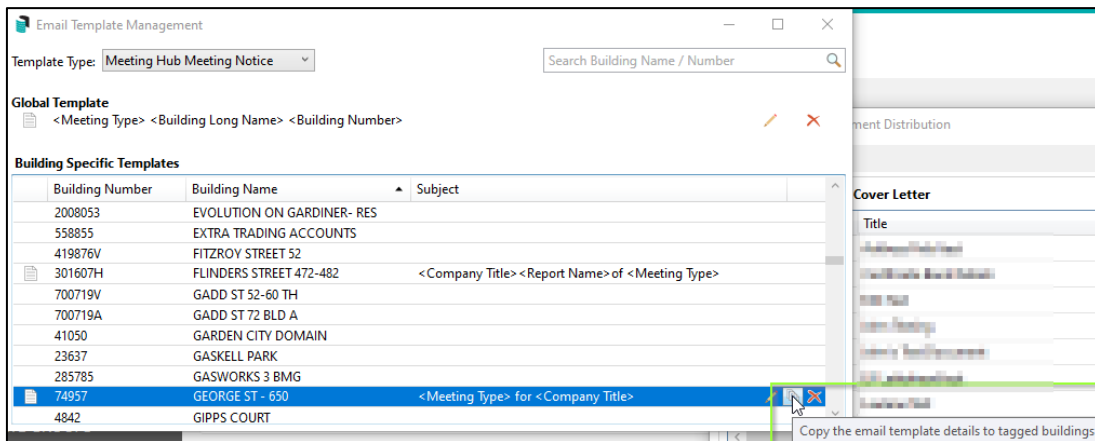 Email Template Management
Template Type: Meeting Hub Meeting Notice
Search Building Name / Number
Global Template
<Meeting Type> <Building Long Name> <Building Number>
ment Distribution
Building Specific Templates
Building Number Building Name Subject
Cover Letter
Title
2008053 EVOLUTION ON GARDINER- RES
558855 EXTRA TRADING ACCOUNTS
419876V FITZROY STREET 52
301607H FLINDERS STREET 472-482 <Company Title><Report Name>of <Meeting Type>
700719V GADD ST 52-60 TH
700719A GADD ST 72 BLD A
41050 GARDEN CITY DOMAIN
23637 GASKELL PARK
285785 GASWORKS 3 BMG
74957 GEORGE ST - 650 <Meeting Type> for <Company Title>
4842 GIPPS COURT
Copy the email template details to tagged buildings